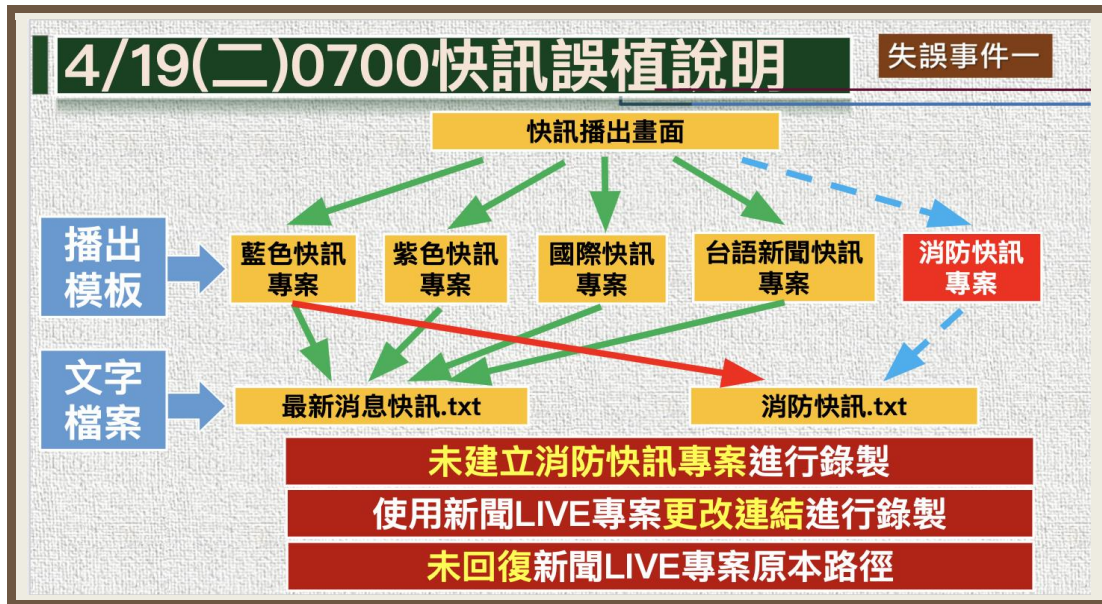 4/19(二)0700快訊誤植說明
失誤事件一
快訊播出畫面
播出
模板
藍色快訊
專案
紫色快訊
專案
國際快訊
專案
台語新聞快訊
專案
消防快訊
專案
文字
檔案
最新消息快訊.txt
消防快訊.txt
未建立消防快訊專案進行錄製
使用新聞LIVE專案更改連結進行錄製
未回復新聞LIVE專案原本路徑